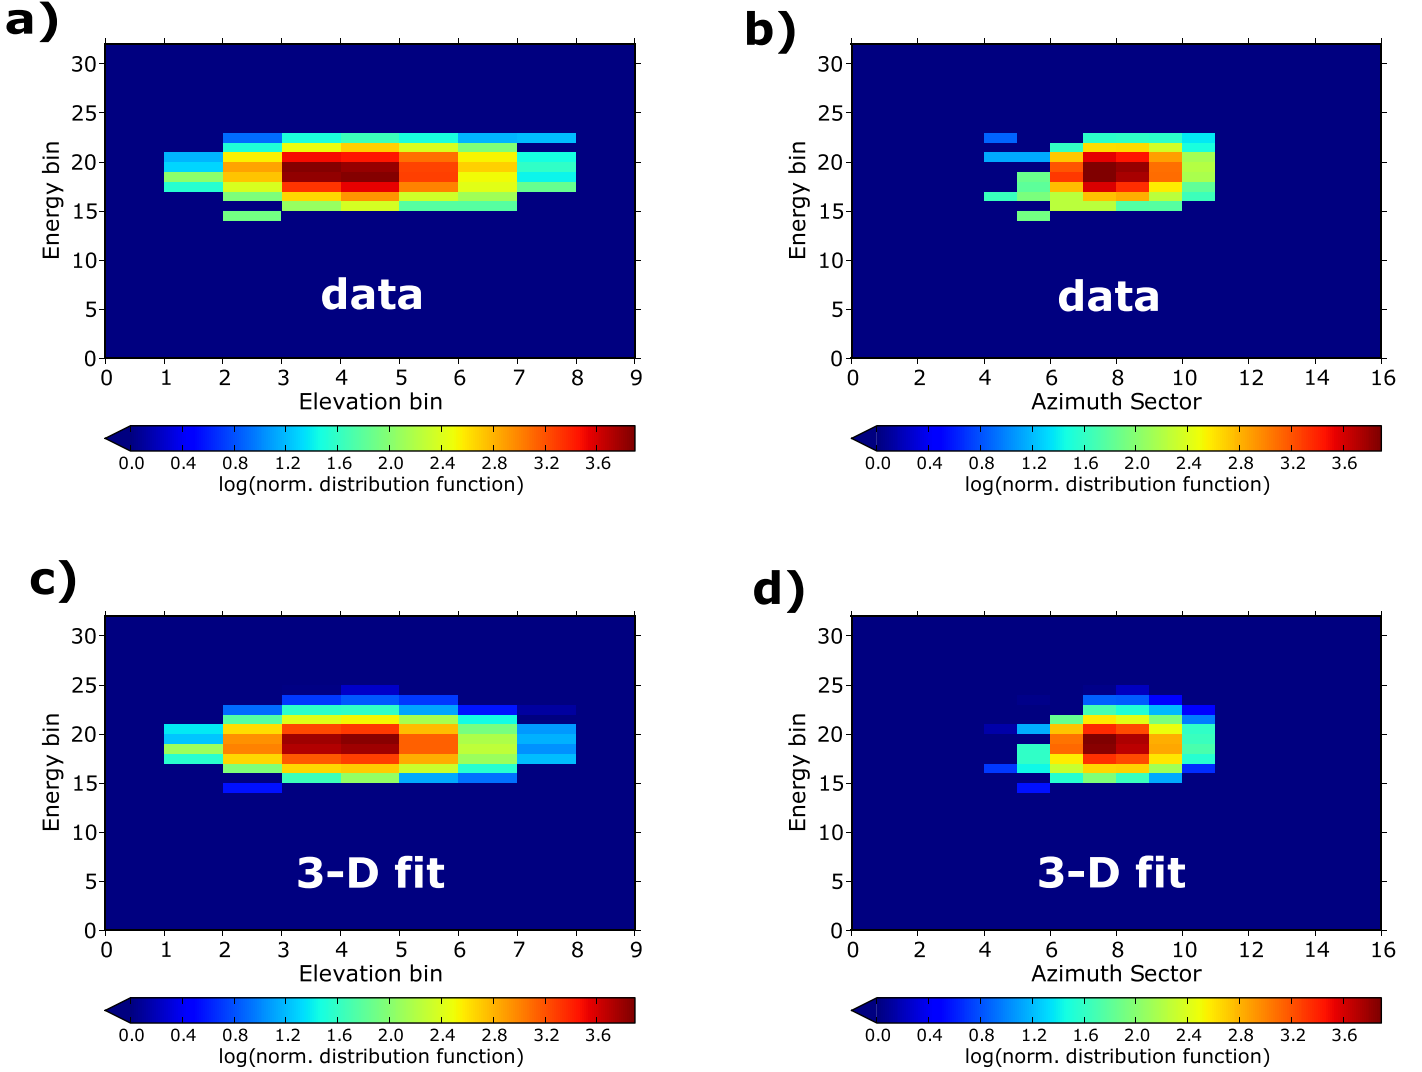 a)
Energy bin
30
25
20
15
10
5
0
data
0 1 2 3 4 5 6 7 8 9
Elevation bin
0.0 0.4 0.8 1.2 1.6 2.0 2.4 2.8 3.2 3.6
log(norm. distribution function)
b)
Energy bin
30
25
20
15
10
5
0
data
0 2 4 6 8 10 12 14 16
Azimuth Sector
0.0 0.4 0.8 1.2 1.6 2.0 2.4 2.8 3.2 3.6
log(norm. distribution function)
c)
Energy bin
30
25
20
15
10
5
0
3-D fit
0 1 2 3 4 5 6 7 8 9
Elevation bin
0.0 0.4 0.8 1.2 1.6 2.0 2.4 2.8 3.2 3.6
log(norm. distribution function)
d)
Energy bin
30
25
20
15
10
5
0
3-D fit
0 2 4 6 8 10 12 14 16
Azimuth Sector
0.0 0.4 0.8 1.2 1.6 2.0 2.4 2.8 3.2 3.6
log(norm. distribution function)